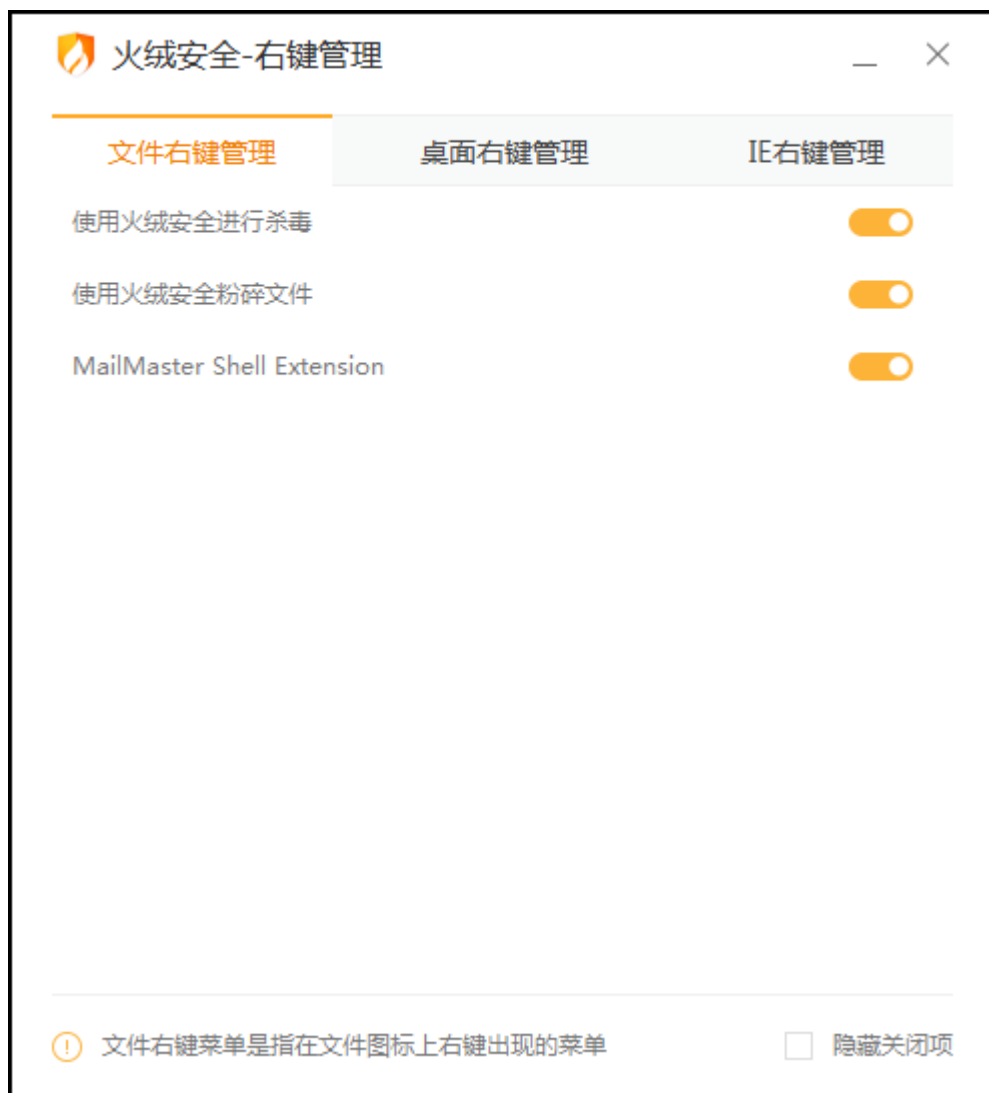 火绒安全-右键管理
文件右键管理 桌面右键管理 IE右键管理
使用火绒安全进行杀毒
使用火绒安全粉碎文件
MailMaster Shell Extension
文件右键菜单是指在文件图标上右键出现的菜单 隐藏关闭项